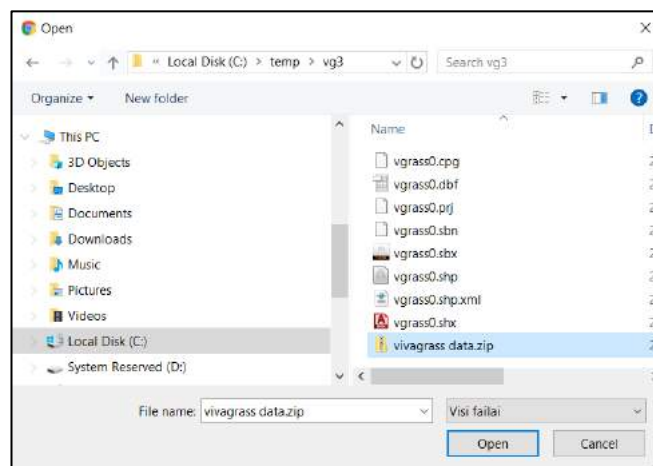 Open
« Local Disk (C:) > temp > vg3
Search vg3
Organize
New folder
This PC
3D Objects
Desktop
Documents
Downloads
Music
Pictures
Videos
Local Disk (C:)
System Reserved (D:)
Name
vgrass0.cpg
vgrass0.dbf
vgrass0.prj
vgrass0.sbn
vgrass0.sbx
vgrass0.shp
vgrass0.shp.xml
vgrass0.shx
vivagrass data.zip
File name: vivagrass data.zip
Visi failai
Open
Cancel